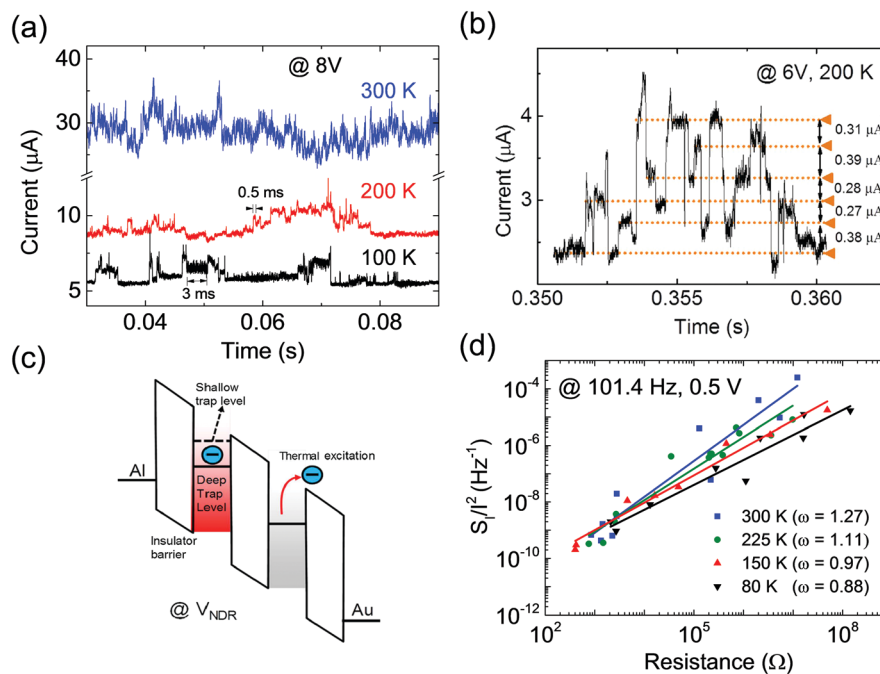 (a)
@ 8V
300 K
200 K
100 K
0.5 ms
3 ms
40
30
10
5
Current (µA)
0.04
0.06
0.08
Time (s)
(b)
@ 6V, 200 K
4
3
Current (µA)
0.31 µA
0.39 µA
0.28 µA
0.27 µA
0.38 µA
0.350
0.355
0.360
Time (s)
(c)
Shallow
trap level
Thermal excitation
Al
Deep
Trap
Level
Insulator
barrier
@ V_NDR
Au
(d)
@ 101.4 Hz, 0.5 V
S_I/I² (Hz⁻¹)
10⁻⁴
10⁻⁶
10⁻⁸
10⁻¹⁰
10⁻¹²
300 K (ω = 1.27)
225 K (ω = 1.11)
150 K (ω = 0.97)
80 K (ω = 0.88)
10²
10⁴
10⁶
10⁸
Resistance (Ω)